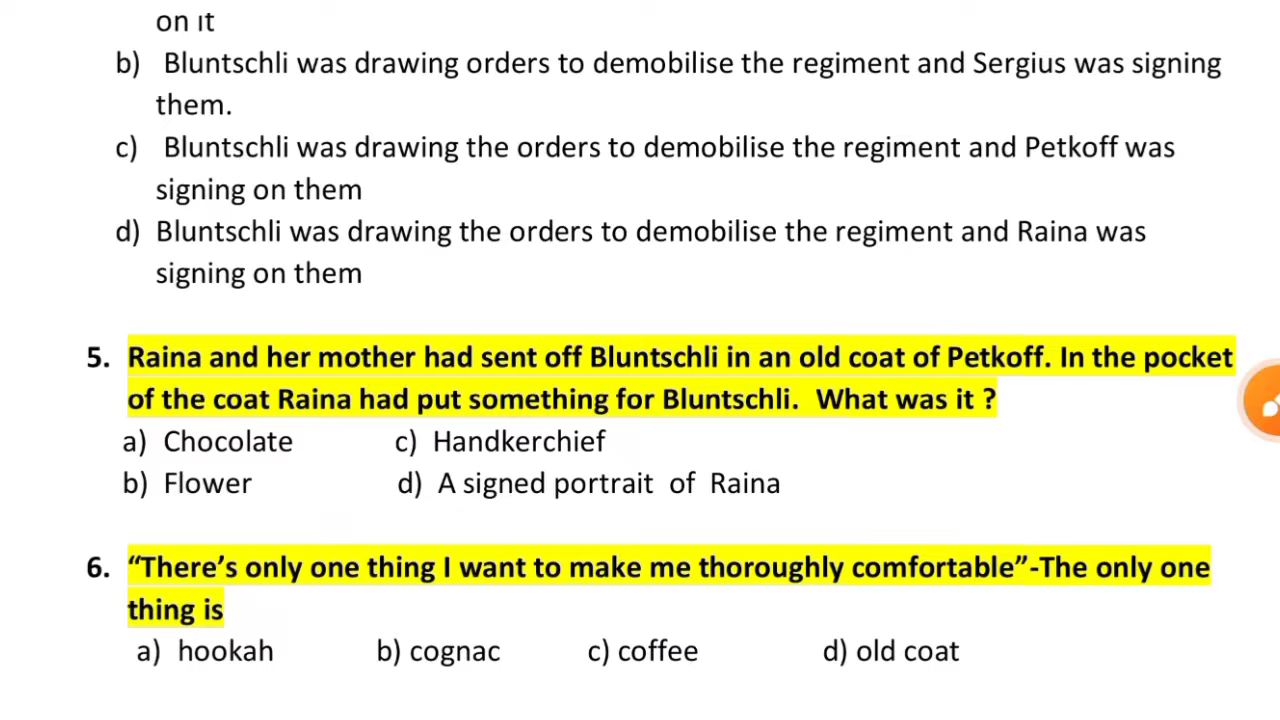 on it
b) Bluntschli was drawing orders to demobilise the regiment and Sergius was signing
them.
c) Bluntschli was drawing the orders to demobilise the regiment and Petkoff was
signing on them
d) Bluntschli was drawing the orders to demobilise the regiment and Raina was
signing on them
5. Raina and her mother had sent off Bluntschli in an old coat of Petkoff. In the pocket
of the coat Raina had put something for Bluntschli. What was it ?
a) Chocolate c) Handkerchief
b) Flower d) A signed portrait of Raina
6. “There’s only one thing I want to make me thoroughly comfortable”-The only one
thing is
a) hookah b) cognac c) coffee d) old coat